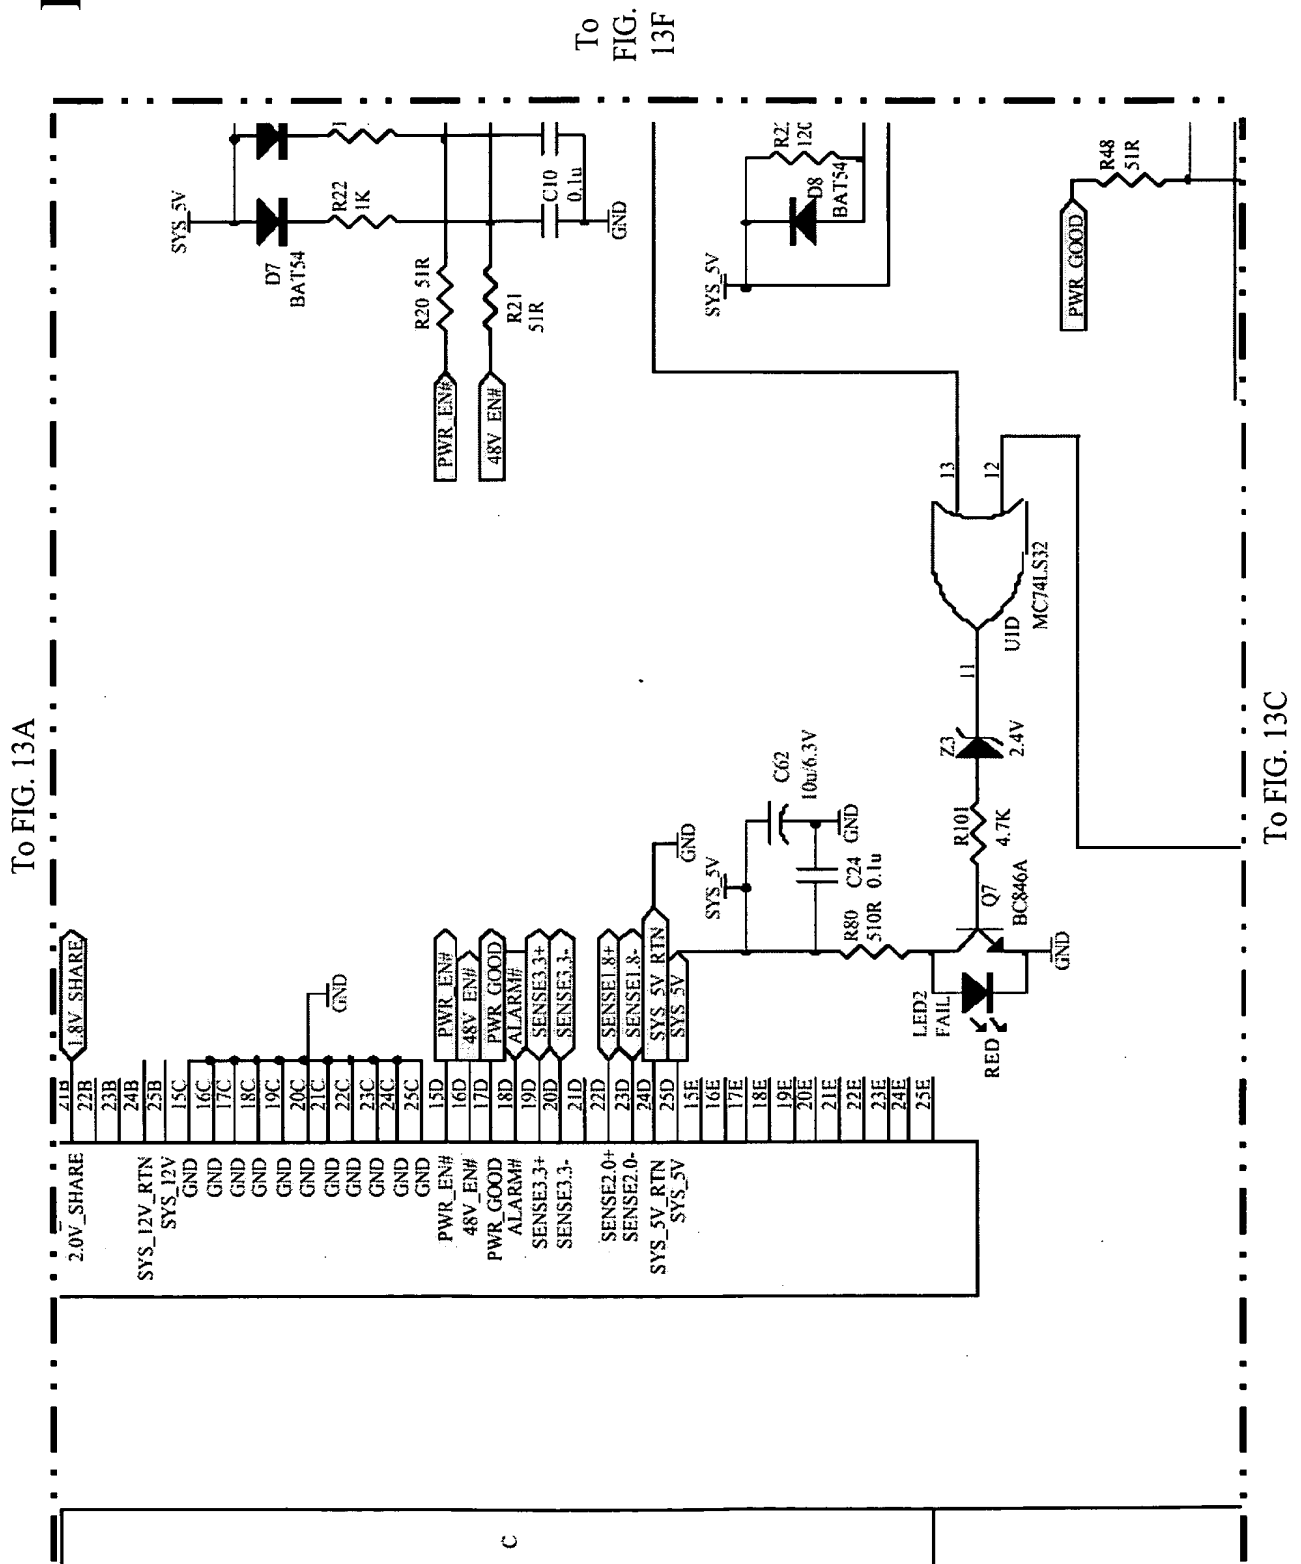 To FIG. 13A
To
FIG.
13F
To FIG. 13C
C
2.0V_SHARE
SYS_12V_RTN
SYS_12V
GND
GND
GND
GND
GND
GND
GND
GND
GND
GND
GND
PWR_EN#
48V_EN#
PWR_GOOD
ALARM#
SENSE3.3+
SENSE3.3-
SENSE2.0+
SENSE2.0-
SYS_5V_RTN
SYS_5V
21B
22B
23B
24B
25B
15C
16C
17C
18C
19C
20C
21C
22C
23C
24C
25C
15D
16D
17D
18D
19D
20D
21D
22D
23D
24D
25D
15E
16E
17E
18E
19E
20E
21E
22E
23E
24E
25E
1.8V_SHARE
GND
PWR_EN#
48V_EN#
PWR_GOOD
ALARM#
SENSE3.3+
SENSE3.3-
SENSE1.8+
SENSE1.8-
SYS_5V_RTN
SYS_5V
GND
SYS_5V
C62
10u/6.3V
GND
C24
0.1u
R80
510R
LED2
FAIL
RED
GND
Q7
BC846A
R101
4.7K
Z3
2.4V
11
U1D
MC74LS32
13
12
PWR_EN#
48V_EN#
R20 51R
R21
51R
SYS_5V
D7
BAT54
R22
1K
1
C10
0.1u
GND
SYS_5V
D8
BAT54
PWR_GOOD
R48
51R